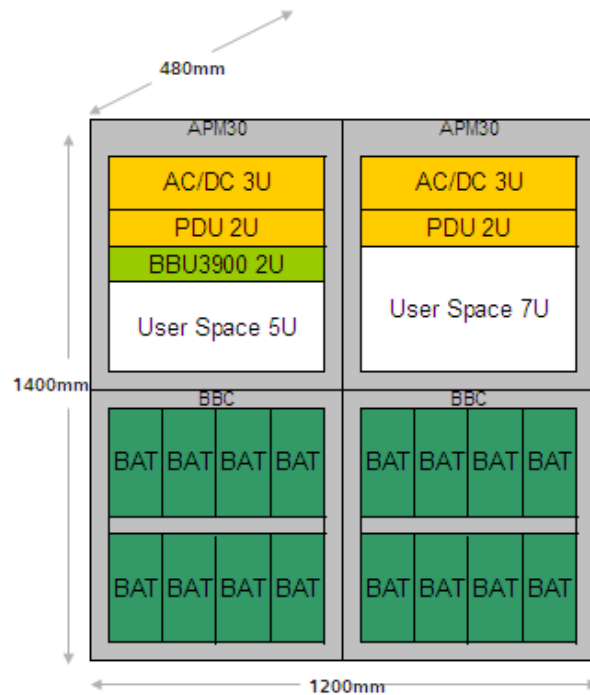 480mm
APM30
APM30
AC/DC 3U
AC/DC 3U
PDU 2U
PDU 2U
BBU3900 2U
User Space 5U
User Space 7U
1400mm
BBC
BBC
BAT BAT BAT BAT
BAT BAT BAT BAT
BAT BAT BAT BAT
BAT BAT BAT BAT
1200mm